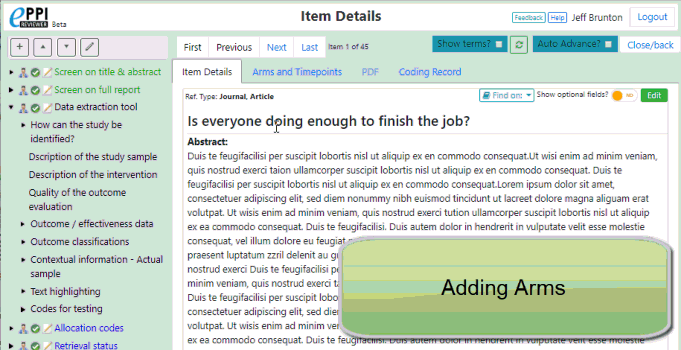 ePPI
REVIEWER Beta
Item Details
Feedback Help Jeff Brunton Logout
First Previous Next Last Item 1 of 45 Show terms? Auto Advance? Close/back
Screen on title & abstract
Screen on full report
Data extraction tool
How can the study be
identified?
Dscription of the study sample
Description of the intervention
Quality of the outcome
evaluation
Outcome / effectiveness data
Outcome classifications
Contextual information - Actual
sample
Text highlighting
Codes for testing
Allocation codes
Retrieval status
Item Details Arms and Timepoints PDF Coding Record
Ref. Type: Journal, Article Find on: Show optional fields? NO Edit
Is everyone doing enough to finish the job?
Abstract:
Duis te feugifacilisi per suscipit lobortis nisl ut aliquip ex en commodo consequat.Ut wisi enim ad minim veniam,
quis nostrud exerci taion ullamcorper suscipit lobortis nisl ut aliquip ex en commodo consequat. Duis te
feugifacilisi per suscipit lobortis nisl ut aliquip ex en commodo consequat.Lorem ipsum dolor sit amet,
consectetuer adipiscing elit, sed diem nonummy nibh euismod tincidunt ut lacreet dolore magna aliguam erat
volutpat. Ut wisis enim ad minim veniam, quis nostrud exerci tution ullamcorper suscipit lobortis nisl ut aliquip
ex ea commodo consequat. Duis te feugifacilisi. Duis autem dolor in hendrerit in vulputate velit esse molestie
consequat, vel illum dolore eu feugiat
praesent luptatum zzril delenit au gu
nostrud exerci Duis te feugifacilisi pe
minim veniam, quis nostrud exerci
Duis te feugifacilisi per suscipit lobor
consectetuer adipiscing elit, sed die
volutpat. Ut wisis enim ad minim ve
ex ea commodo consequat. Duis te feugifacilisi. Duis autem dolor in hendrerit in vulputate velit esse molestie
Adding Arms